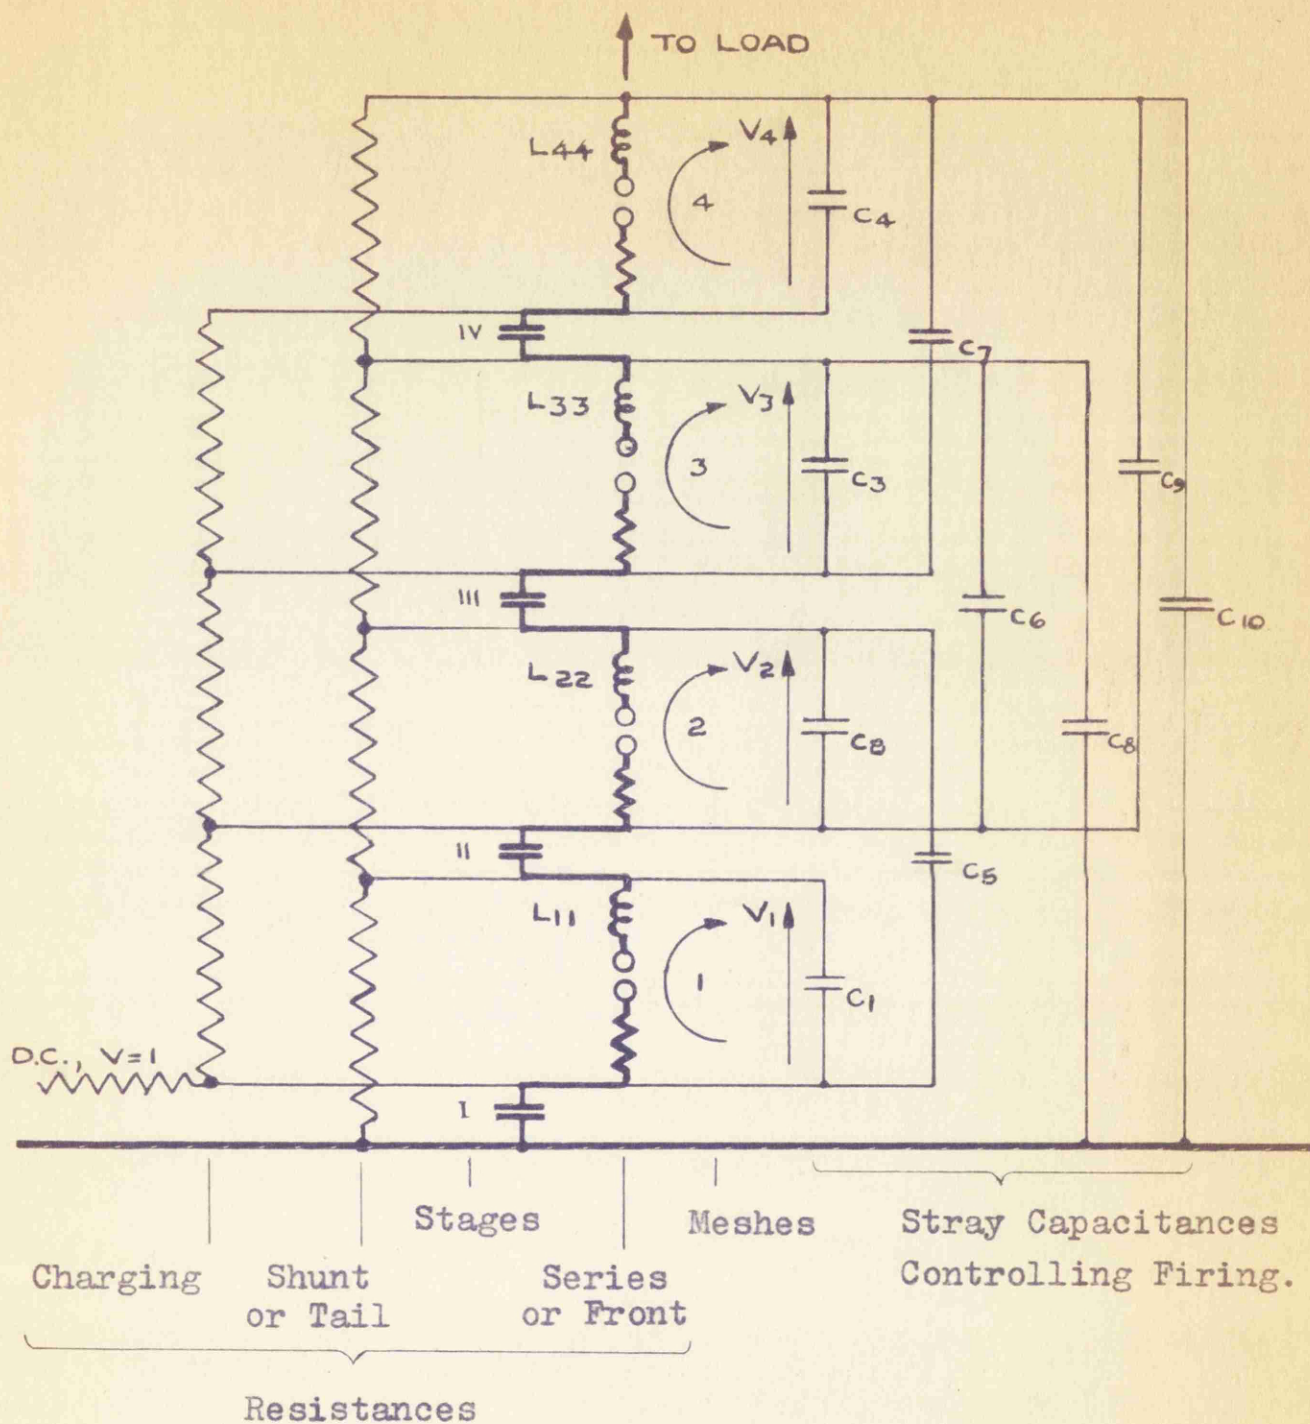 TO LOAD
L44
V4
4
C4
IV
C7
L33
V3
3
C3
C9
III
C6
C10
L22
V2
2
C8
C8
II
C5
L11
V1
1
C1
D.C., V=1
I
Stages
Meshes
Stray Capacitances
Controlling Firing.
Charging
Shunt
or Tail
Series
or Front
Resistances